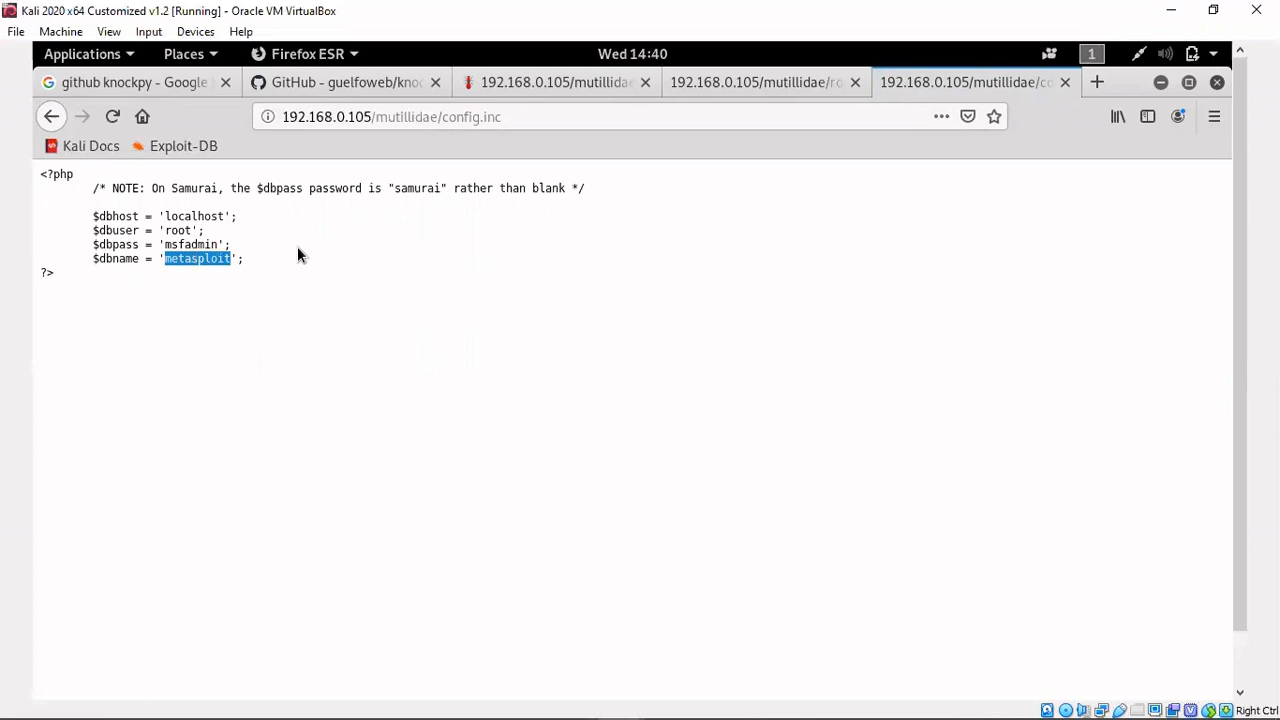 Kali 2020 x64 Customized v1.2 [Running] - Oracle VM VirtualBox
File Machine View Input Devices Help
Applications Places Firefox ESR Wed 14:40 1
github knockpy - Google GitHub - guelfoweb/knoc 192.168.0.105/mutillidae 192.168.0.105/mutillidae/ro 192.168.0.105/mutillidae/co
192.168.0.105/mutillidae/config.inc
Kali Docs Exploit-DB
<?php
/* NOTE: On Samurai, the $dbpass password is "samurai" rather than blank */
$dbhost = 'localhost';
$dbuser = 'root';
$dbpass = 'msfadmin';
$dbname = 'metasploit';
?>
Right Ctrl